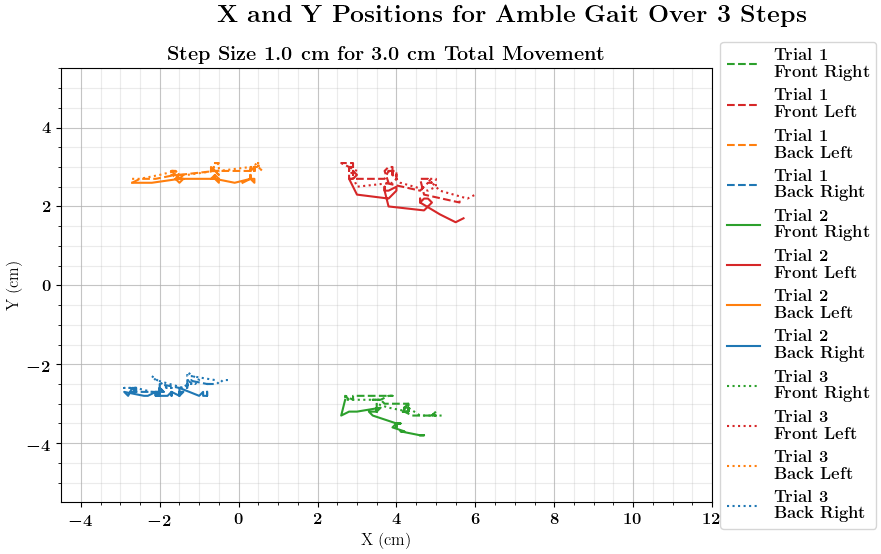 X and Y Positions for Amble Gait Over 3 Steps
Step Size 1.0 cm for 3.0 cm Total Movement
4
2
0
−2
−4
Y (cm)
−4 −2 0 2 4 6 8 10 12
X (cm)
Trial 1
Front Right
Trial 1
Front Left
Trial 1
Back Left
Trial 1
Back Right
Trial 2
Front Right
Trial 2
Front Left
Trial 2
Back Left
Trial 2
Back Right
Trial 3
Front Right
Trial 3
Front Left
Trial 3
Back Left
Trial 3
Back Right